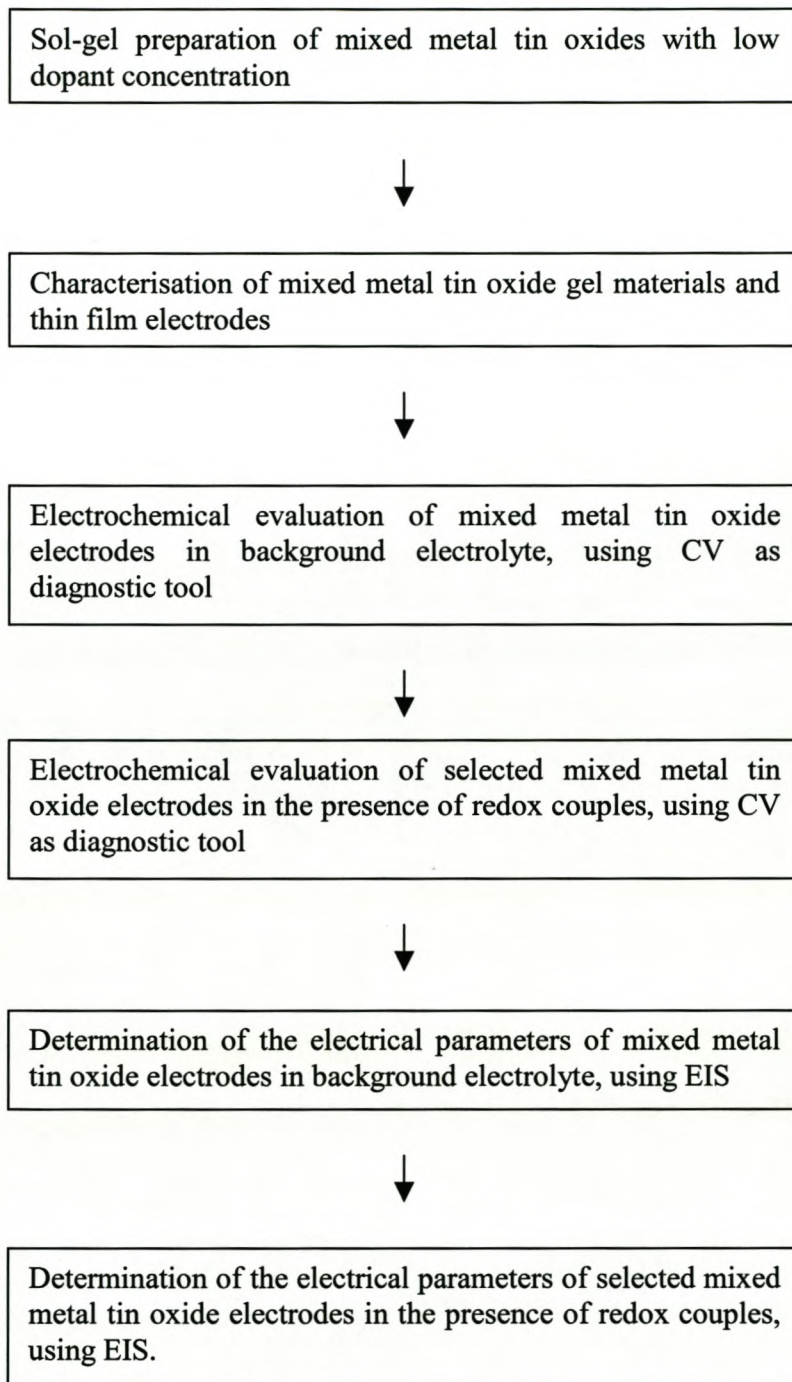 Sol-gel preparation of mixed metal tin oxides with low
dopant concentration
Characterisation of mixed metal tin oxide gel materials and
thin film electrodes
Electrochemical evaluation of mixed metal tin oxide
electrodes in background electrolyte, using CV as
diagnostic tool
Electrochemical evaluation of selected mixed metal tin
oxide electrodes in the presence of redox couples, using CV
as diagnostic tool
Determination of the electrical parameters of mixed metal
tin oxide electrodes in background electrolyte, using EIS
Determination of the electrical parameters of selected mixed
metal tin oxide electrodes in the presence of redox couples,
using EIS.